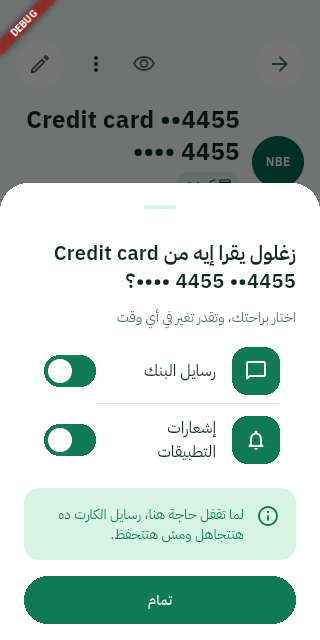 DEBUG
Credit card ••4455
•••• 4455
NBE
زغلول يقرا إيه من Credit card
••4455 •••• 4455؟
اختار براحتك، وتقدر تغير في أي وقت
رسايل البنك
إشعارات
التطبيقات
لما تقفل حاجة هنا، رسايل الكارت ده
هتتجاهل ومش هتتحفظ.
تمام